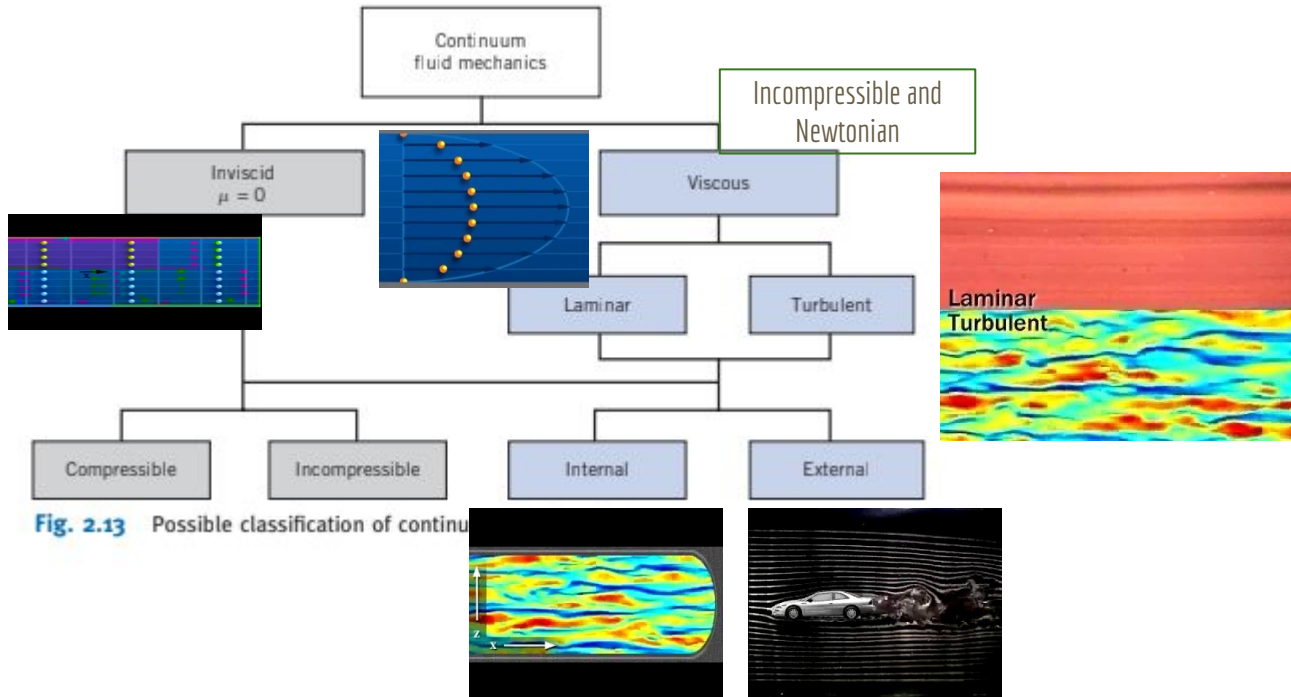 Continuum
fluid mechanics
Incompressible and
Newtonian
Inviscid
μ = 0
Viscous
Laminar
Turbulent
Laminar
Turbulent
Compressible
Incompressible
Internal
External
Fig. 2.13 Possible classification of continu
z
x